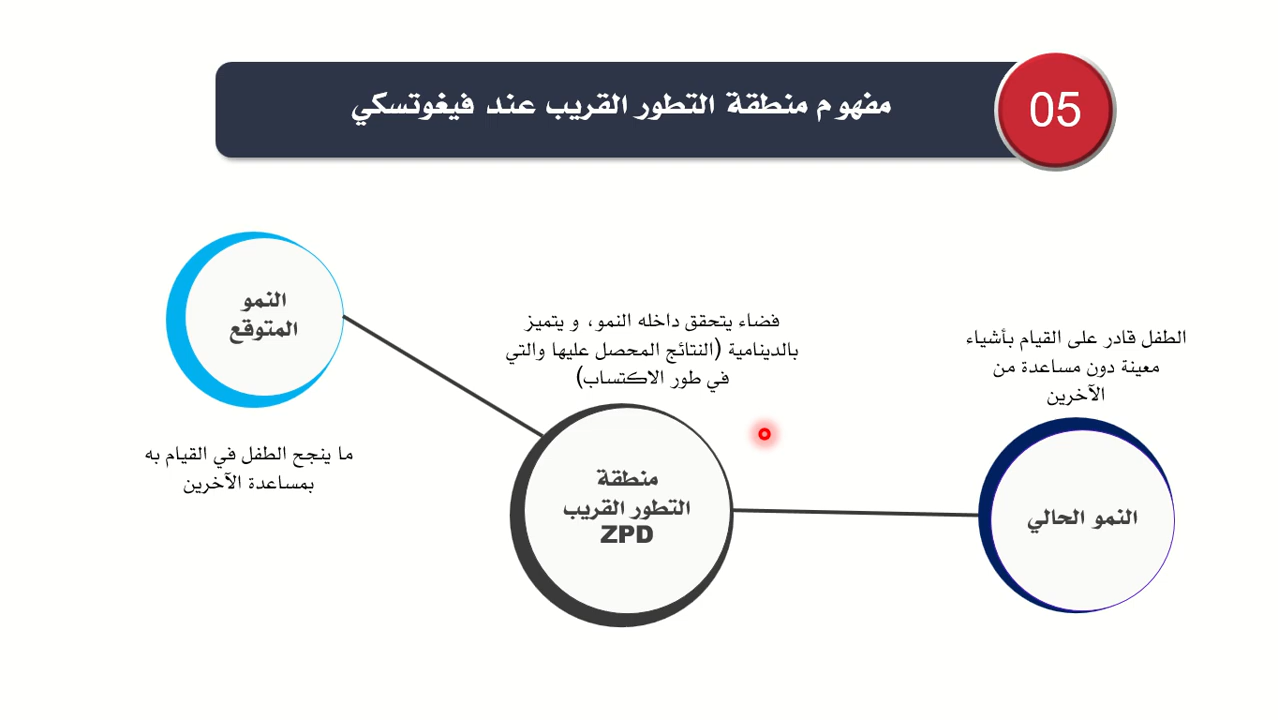 05
مفهوم منطقة التطور القريب عند فيغوتسكي
الطفل قادر على القيام بأشياء
معينة دون مساعدة من
الآخرين
النمو الحالي
فضاء يتحقق داخله النمو، و يتميز
بالدينامية (النتائج المحصل عليها والتي
في طور الاكتساب)
منطقة
التطور القريب
ZPD
النمو
المتوقع
ما ينجح الطفل في القيام به
بمساعدة الآخرين